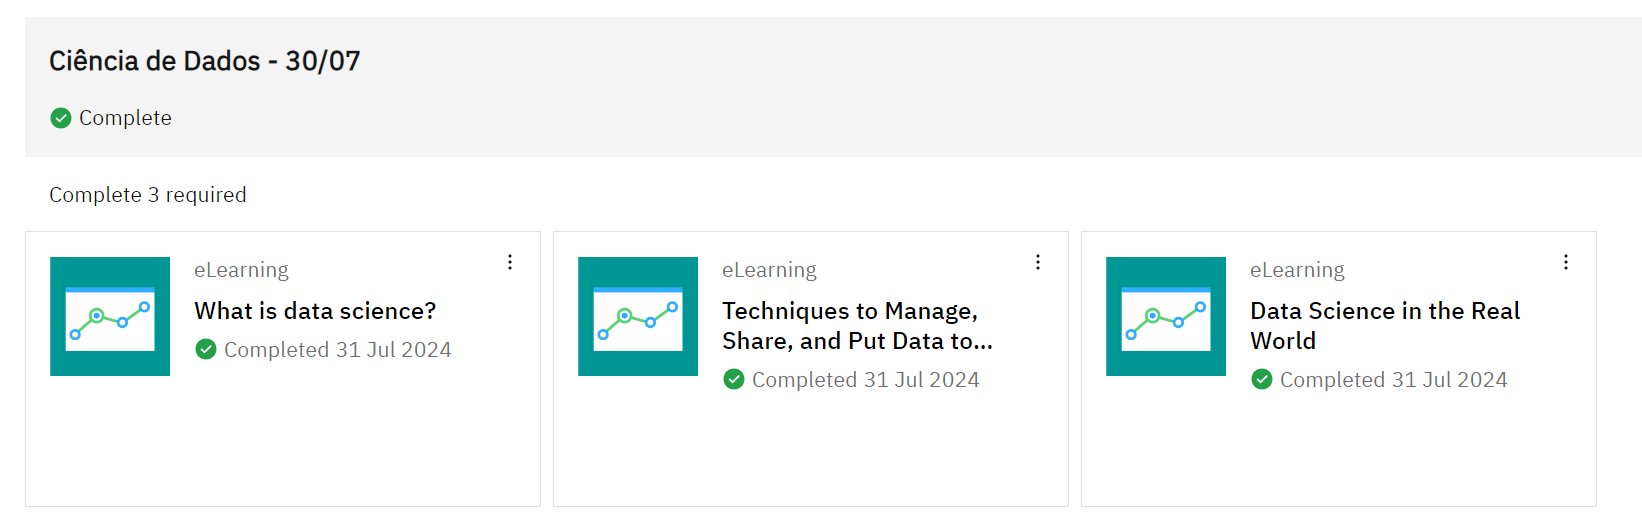 Ciência de Dados - 30/07
Complete
Complete 3 required
eLearning
What is data science?
Completed 31 Jul 2024
eLearning
Techniques to Manage,
Share, and Put Data to...
Completed 31 Jul 2024
eLearning
Data Science in the Real
World
Completed 31 Jul 2024